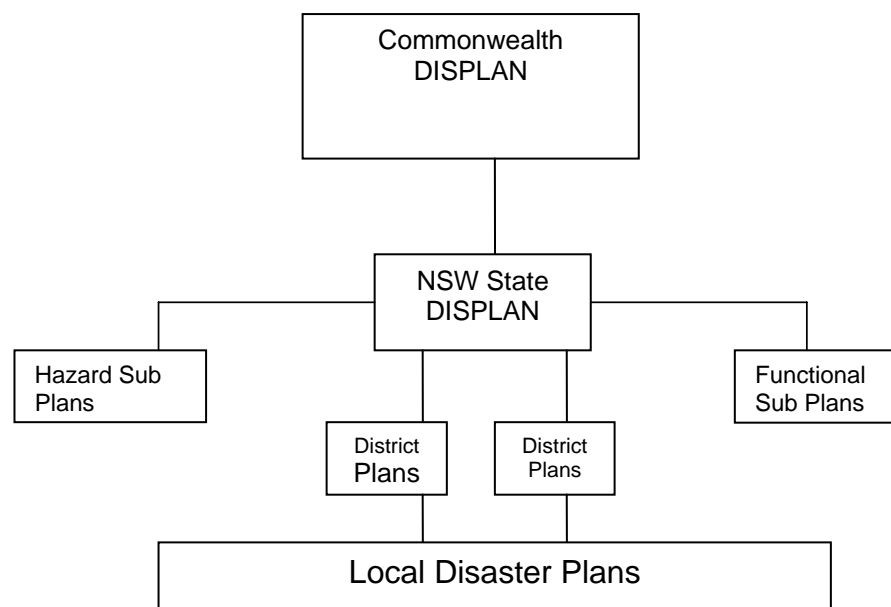 Commonwealth
DISPLAN
NSW State
DISPLAN
Hazard Sub
Plans
Functional
Sub Plans
District
Plans
District
Plans
Local Disaster Plans